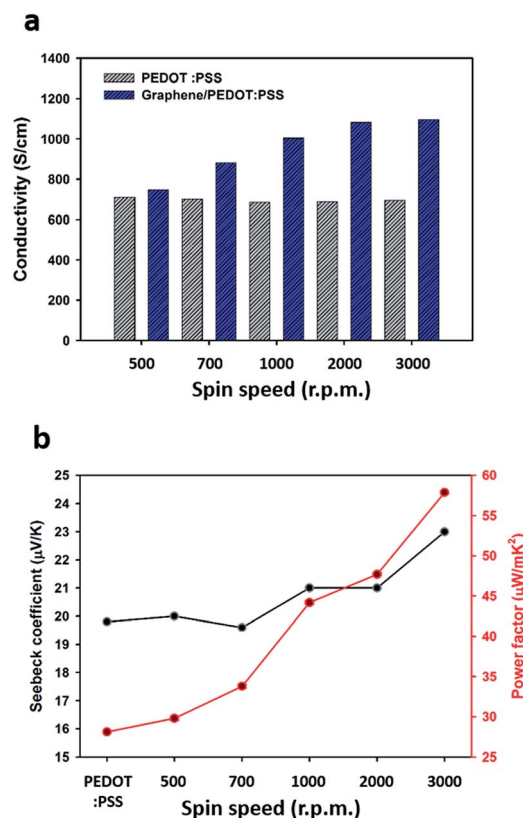 a
1400
1200
1000
800
600
400
200
0
Conductivity (S/cm)
PEDOT :PSS
Graphene/PEDOT:PSS
500 700 1000 2000 3000
Spin speed (r.p.m.)
b
25
24
23
22
21
20
19
18
17
16
15
Seebeck coefficient (μV/K)
60
55
50
45
40
35
30
25
Power factor (μW/mK²)
PEDOT 500 700 1000 2000 3000
:PSS
Spin speed (r.p.m.)